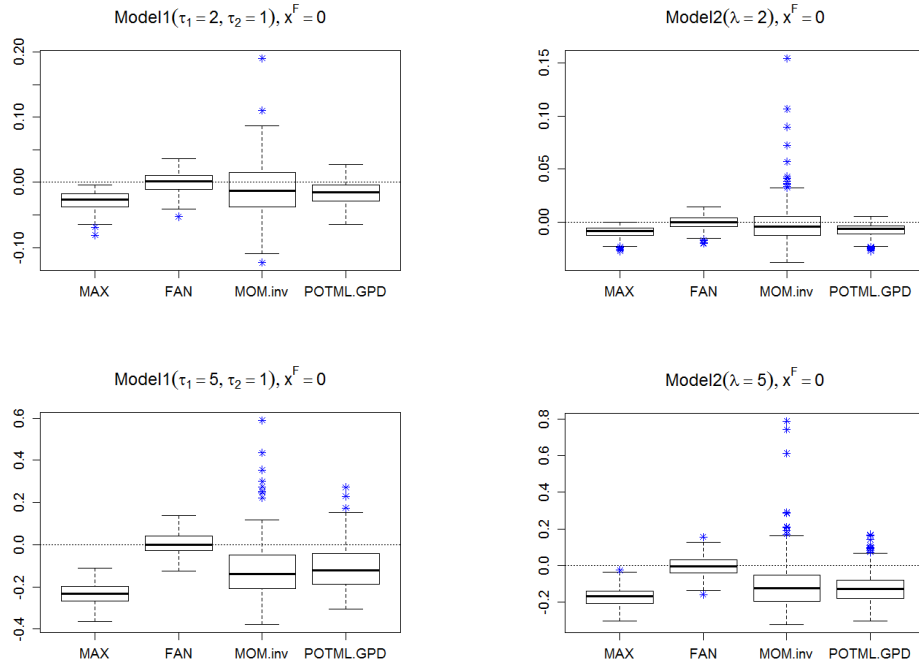 Model1(τ₁ = 2, τ₂ = 1), xᶠ = 0
0.20
0.10
0.00
-0.10
MAX FAN MOM.inv POTML.GPD
Model2(λ = 2), xᶠ = 0
0.15
0.10
0.05
0.00
MAX FAN MOM.inv POTML.GPD
Model1(τ₁ = 5, τ₂ = 1), xᶠ = 0
0.6
0.4
0.2
0.0
-0.2
-0.4
MAX FAN MOM.inv POTML.GPD
Model2(λ = 5), xᶠ = 0
0.8
0.6
0.4
0.2
0.0
-0.2
MAX FAN MOM.inv POTML.GPD